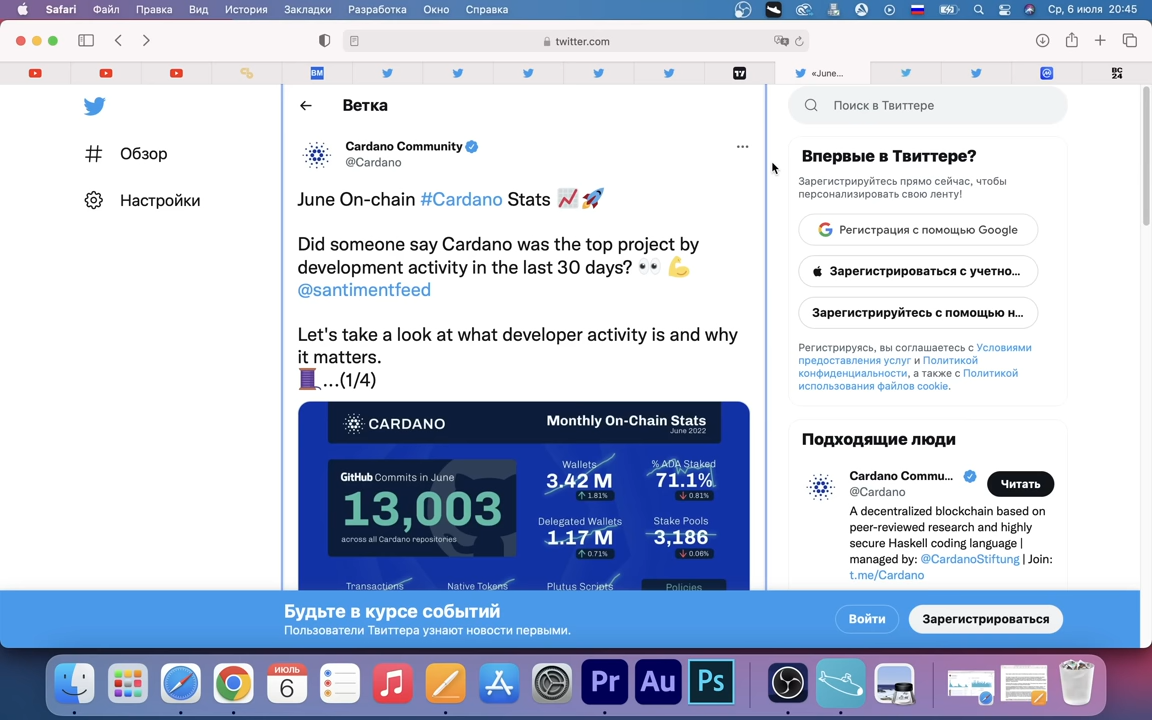 Safari Файл Правка Вид История Закладки Разработка Окно Справка Ср, 6 июля 20:45
twitter.com
BM
17
«June...
BC
24
Ветка
Поиск в Твиттере
Обзор
Настройки
Cardano Community
@Cardano
June On-chain #Cardano Stats 📈🚀
Did someone say Cardano was the top project by
development activity in the last 30 days? 👀 💪
@santimentfeed
Let's take a look at what developer activity is and why
it matters.
🧵...(1/4)
CARDANO
Monthly On-Chain Stats
June 2022
GitHub Commits in June
13,003
across all Cardano repositories
Wallets
3.42 M
↑ 1.81%
% ADA Staked
71.1%
↓ 0.81%
Delegated Wallets
1.17 M
↑ 0.71%
Stake Pools
3,186
↓ 0.06%
Transactions Native Tokens Plutus Scripts Policies
Впервые в Твиттере?
Зарегистрируйтесь прямо сейчас, чтобы
персонализировать свою ленту!
Регистрация с помощью Google
Зарегистрироваться с учетно...
Зарегистрируйтесь с помощью н...
Регистрируясь, вы соглашаетесь с Условиями
предоставления услуг и Политикой
конфиденциальности, а также с Политикой
использования файлов cookie.
Подходящие люди
Cardano Commu...
@Cardano
Читать
A decentralized blockchain based on
peer-reviewed research and highly
secure Haskell coding language |
managed by: @CardanoStiftung | Join:
t.me/Cardano
Будьте в курсе событий
Пользователи Твиттера узнают новости первыми.
Войти
Зарегистрироваться
ИЮЛЬ
6
Pr
Au
Ps